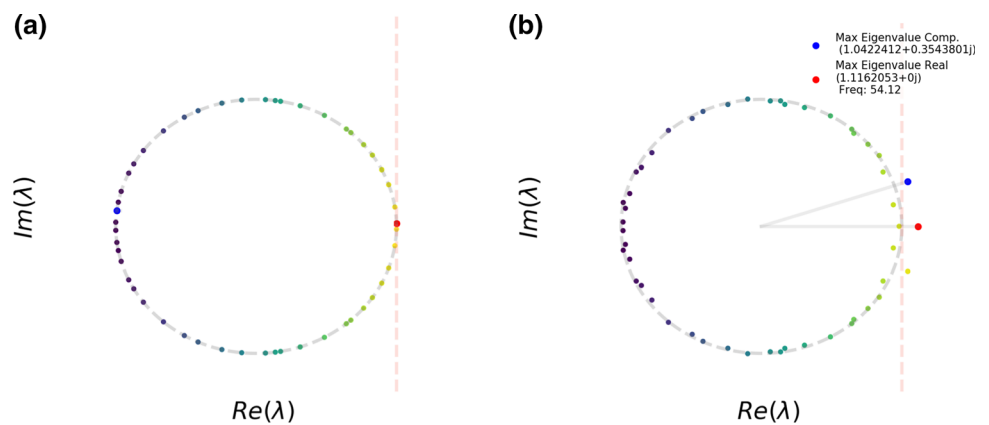 (a)
Im(λ)
Re(λ)
(b)
Max Eigenvalue Comp.
(1.0422412+0.3543801j)
Max Eigenvalue Real
(1.1162053+0j)
Freq: 54.12
Im(λ)
Re(λ)